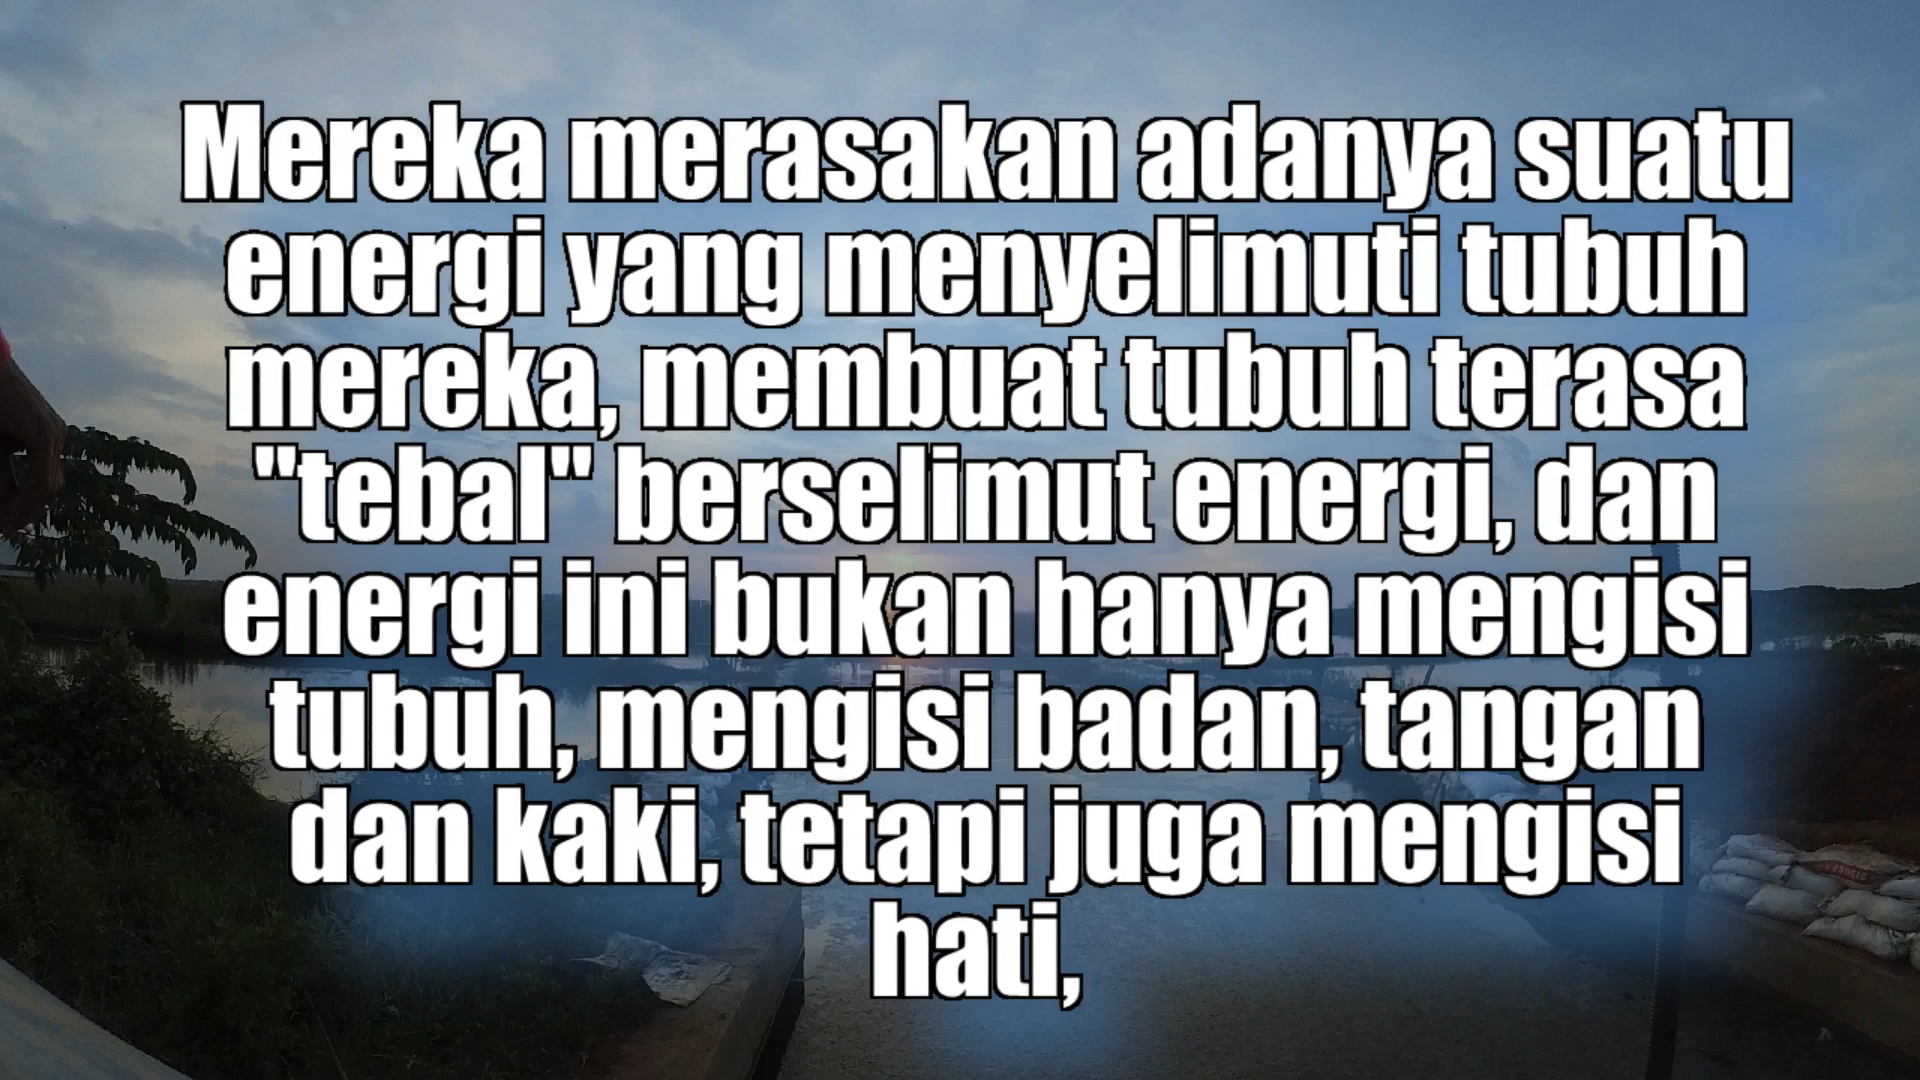 Mereka merasakan adanya suatu
energi yang menyelimuti tubuh
mereka, membuat tubuh terasa
"tebal" berselimut energi, dan
energi ini bukan hanya mengisi
tubuh, mengisi badan, tangan
dan kaki, tetapi juga mengisi
hati,